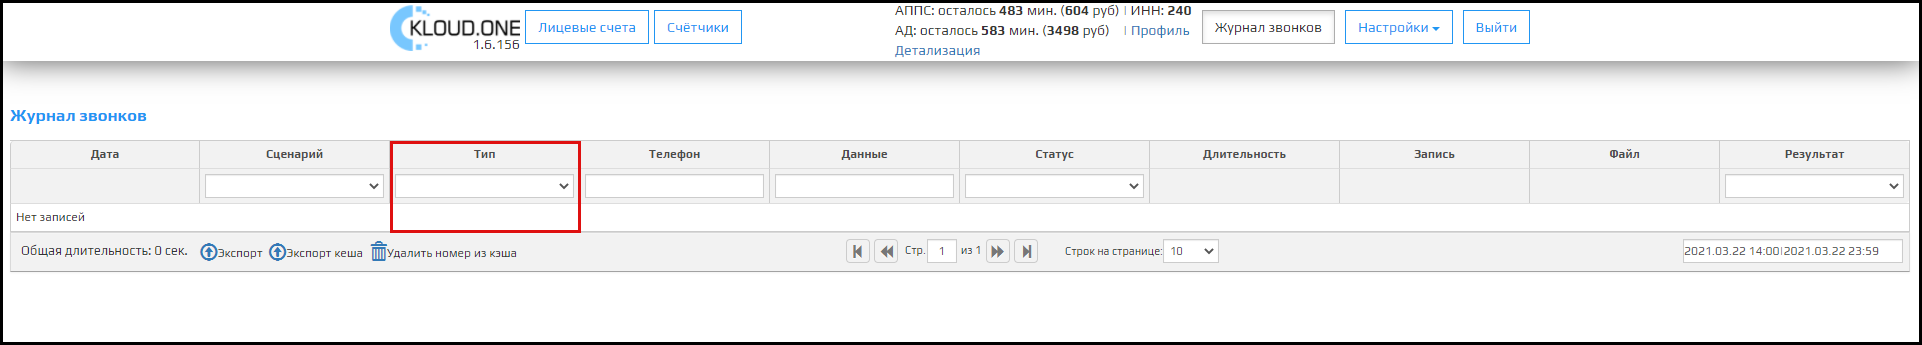 KLOUD.ONE
1.6.156
Лицевые счета
Счётчики
АППС: осталось 483 мин. (604 руб) | ИНН: 240
АД: осталось 583 мин. (3498 руб) | Профиль
Детализация
Журнал звонков
Настройки
Выйти
Журнал звонков
Дата Сценарий Тип Телефон Данные Статус Длительность Запись Файл Результат
Нет записей
Общая длительность: 0 сек. Экспорт Экспорт кеша Удалить номер из кэша Стр. 1 из 1 Строк на странице: 10 2021.03.22 14:00|2021.03.22 23:59